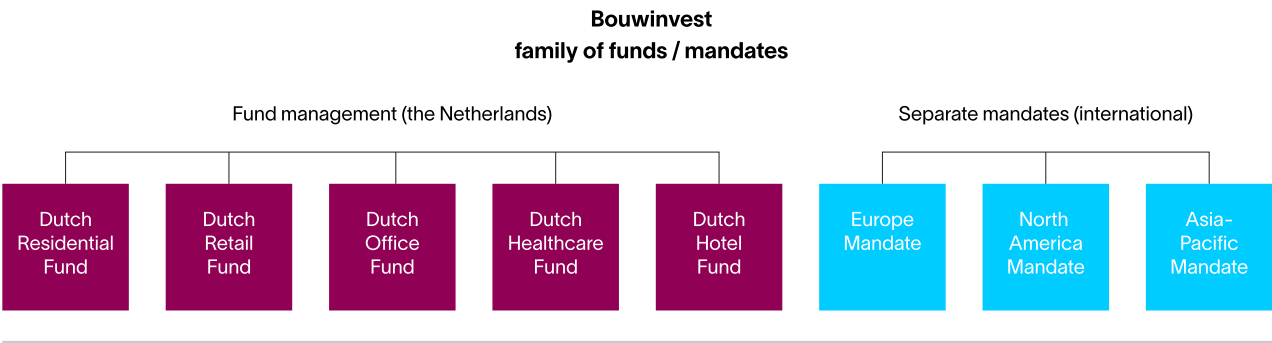 Bouwinvest
family of funds / mandates
Fund management (the Netherlands)
Separate mandates (international)
Dutch
Residential
Fund
Dutch
Retail
Fund
Dutch
Office
Fund
Dutch
Healthcare
Fund
Dutch
Hotel
Fund
Europe
Mandate
North
America
Mandate
Asia-
Pacific
Mandate